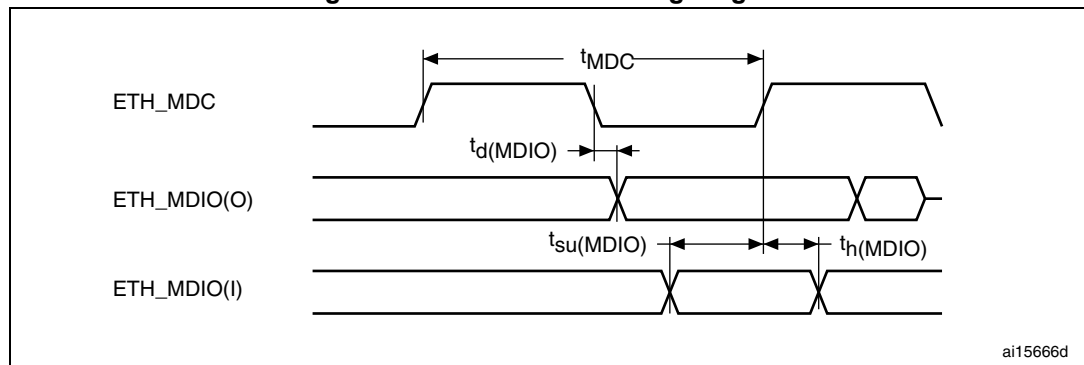 tMDC
ETH_MDC
td(MDIO)
ETH_MDIO(O)
tsu(MDIO)
th(MDIO)
ETH_MDIO(I)
ai15666d